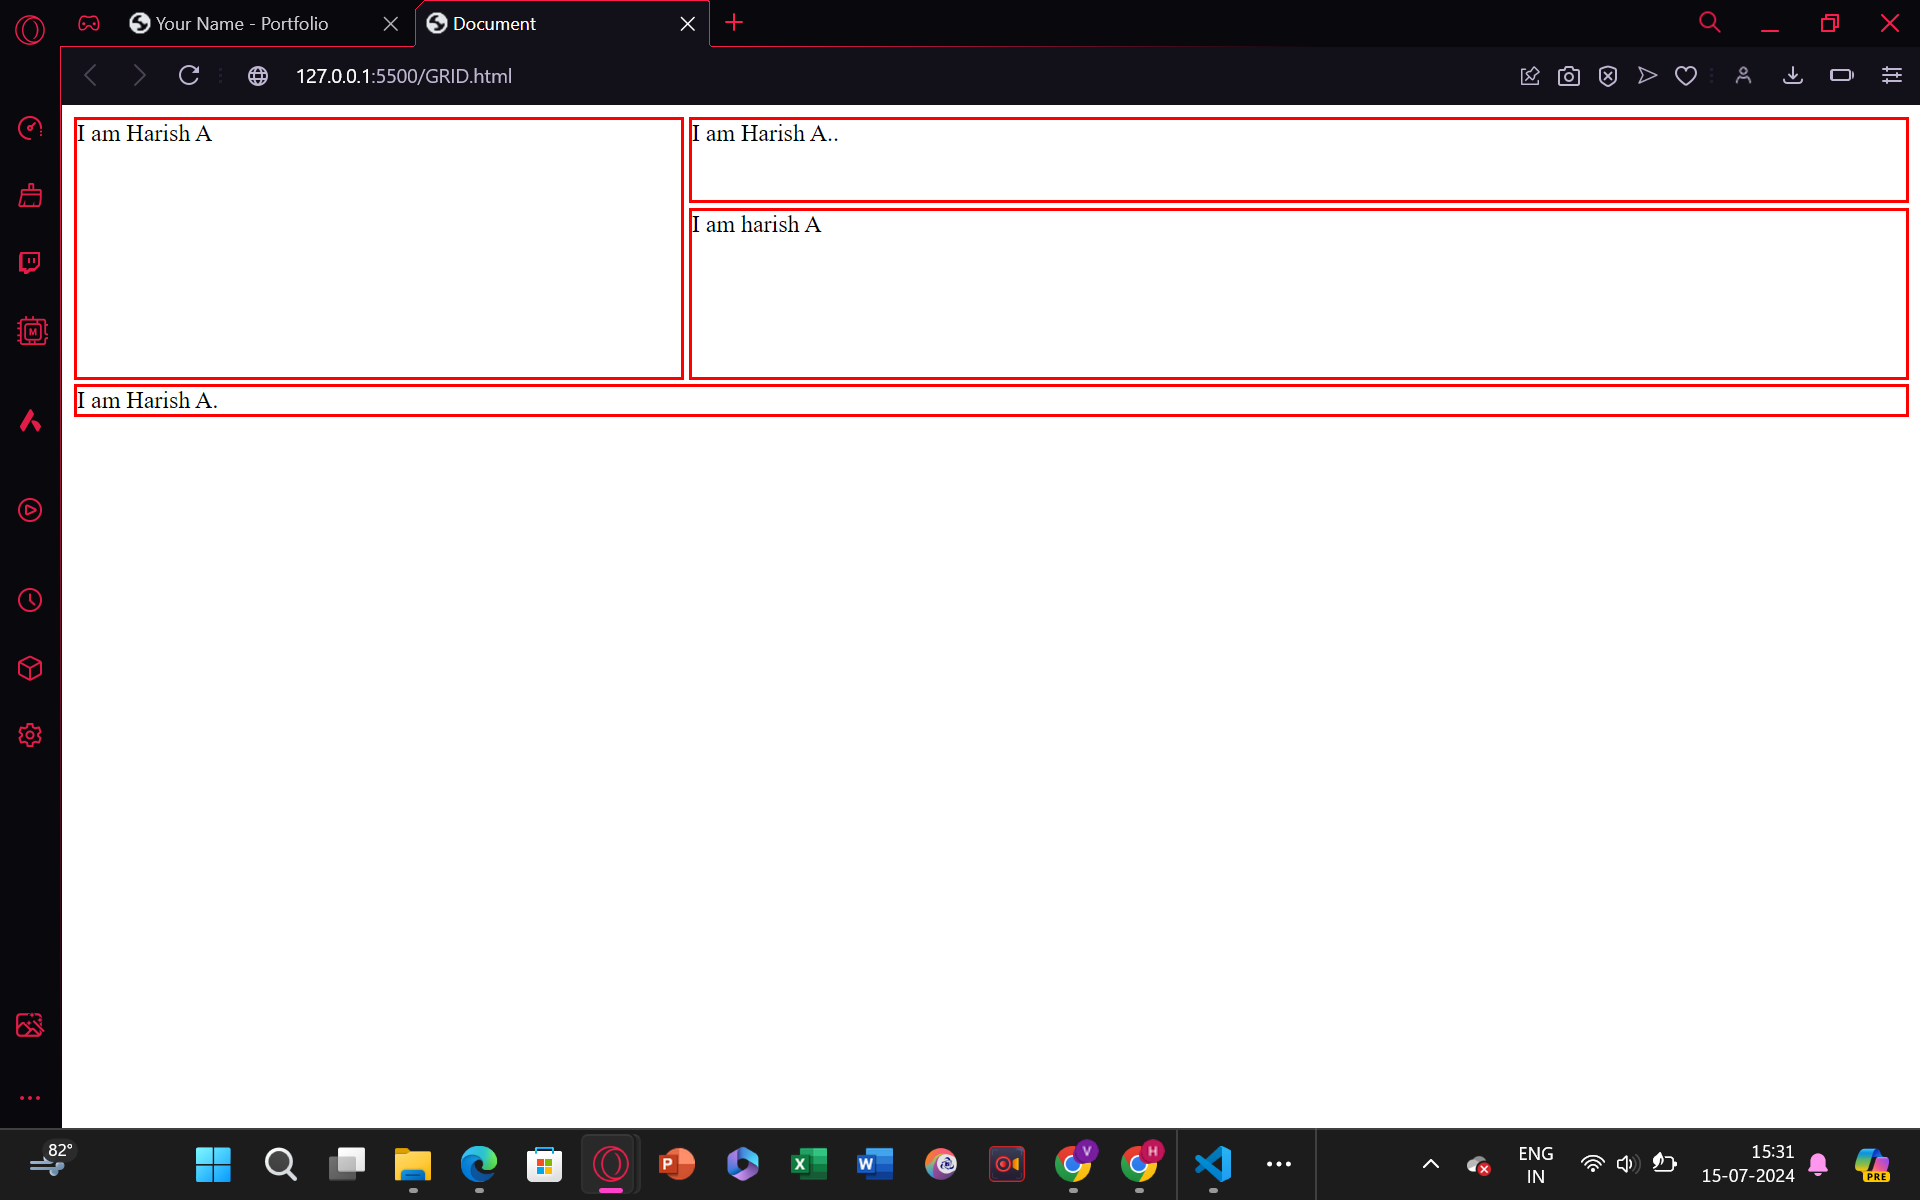 Your Name - Portfolio
Document
127.0.0.1:5500/GRID.html
M
I am Harish A
I am Harish A..
I am harish A
I am Harish A.
82°
P
X
W
V
H
ENG
IN
15:31
15-07-2024
PRE